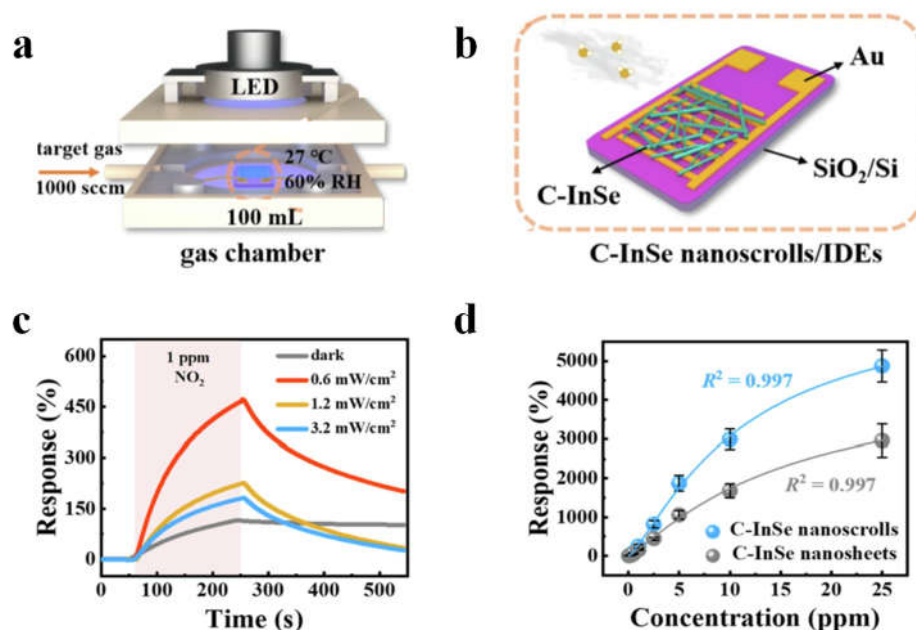 a
LED
target gas
1000 sccm
27 °C
60% RH
100 mL
gas chamber
b
Au
C-InSe
SiO₂/Si
C-InSe nanoscrolls/IDEs
c
600
450
300
150
0
Response (%)
1 ppm
NO₂
dark
0.6 mW/cm²
1.2 mW/cm²
3.2 mW/cm²
0 100 200 300 400 500
Time (s)
d
5000
4000
3000
2000
1000
0
Response (%)
R² = 0.997
R² = 0.997
C-InSe nanoscrolls
C-InSe nanosheets
0 5 10 15 20 25
Concentration (ppm)